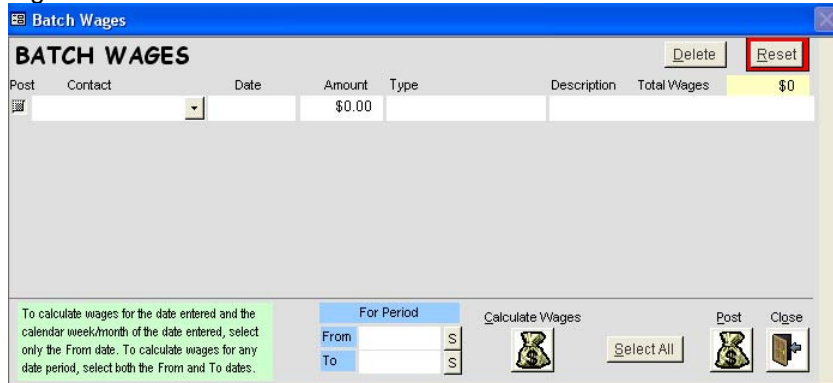 Batch Wages
BATCH WAGES
Delete
Reset
Post Contact Date Amount Type Description Total Wages $0
$0.00
To calculate wages for the date entered and the
calendar week/month of the date entered, select
only the From date. To calculate wages for any
date period, select both the From and To dates.
For Period
From S
To S
Calculate Wages
Select All
Post
Close